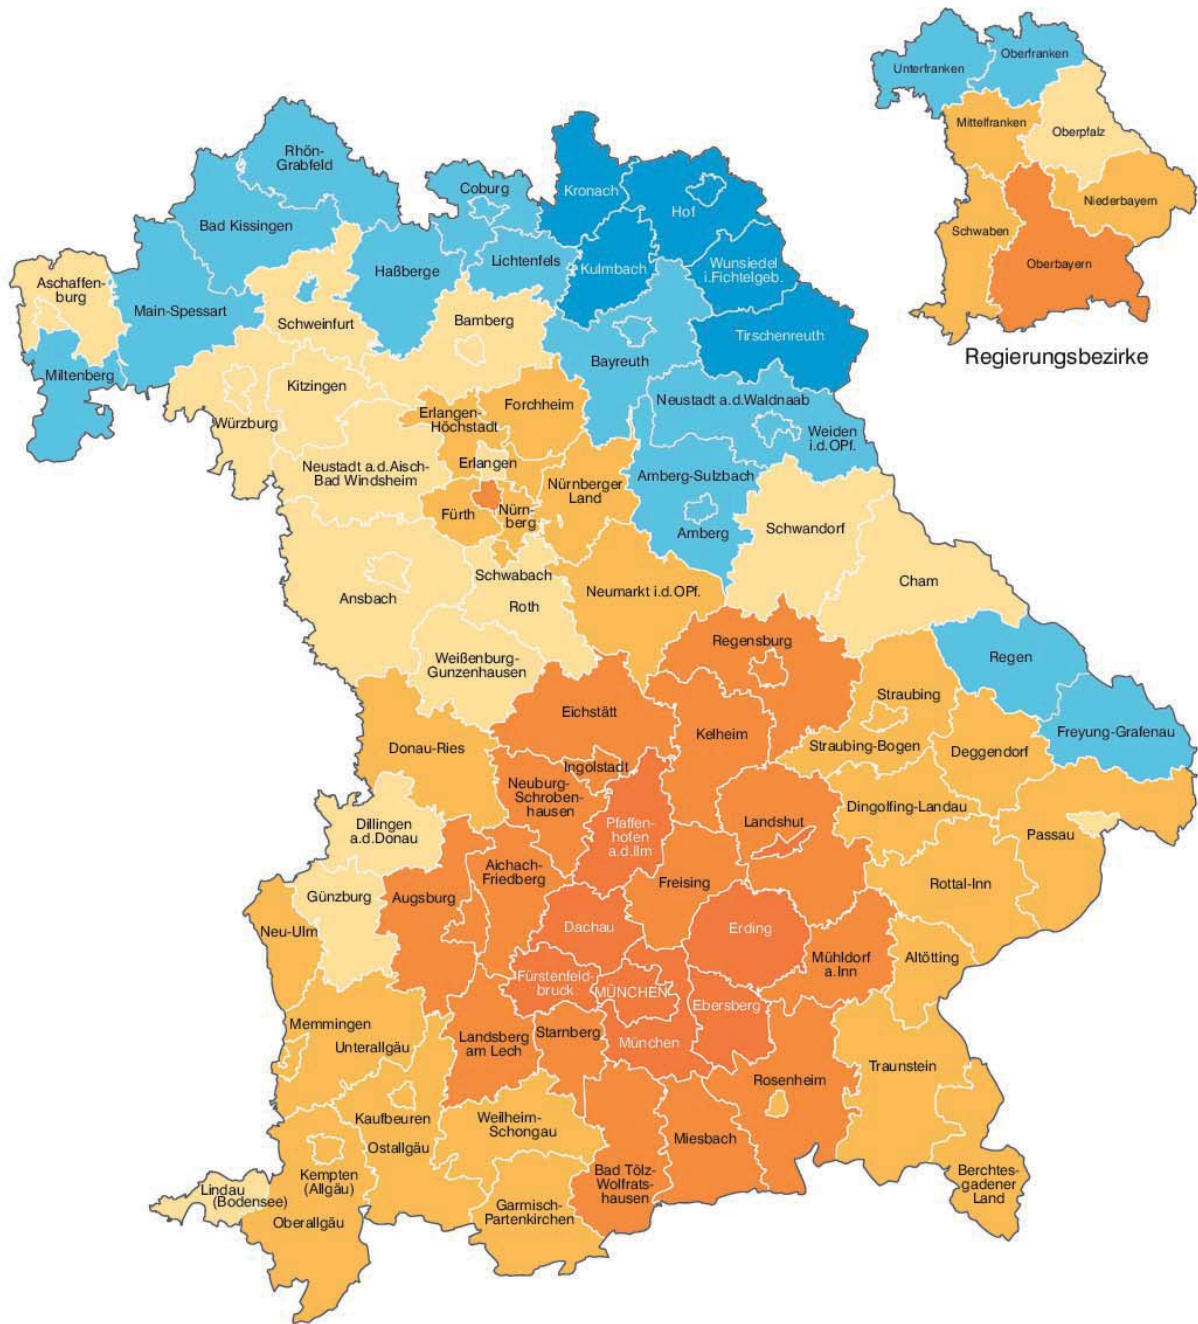 Unterfranken
Oberfranken
Mittelfranken
Oberpfalz
Niederbayern
Schwaben
Oberbayern
Regierungsbezirke
Rhön-
Grabfeld
Coburg
Kronach
Hof
Bad Kissingen
Haßberge
Lichtenfels
Kulmbach
Wunsiedel
i.Fichtelgeb.
Aschaffen-
burg
Main-Spessart
Schweinfurt
Bamberg
Tirschenreuth
Bayreuth
Miltenberg
Kitzingen
Neustadt a.d.Waldnaab
Forchheim
Erlangen-
Höchstadt
Würzburg
Weiden
i.d.OPf.
Neustadt a.d.Aisch-
Bad Windsheim
Erlangen
Nürnberger
Land
Amberg-Sulzbach
Fürth
Nürn-
berg
Amberg
Schwandorf
Schwabach
Cham
Ansbach
Roth
Neumarkt i.d.OPf.
Weißenburg-
Gunzenhausen
Regensburg
Regen
Straubing
Eichstätt
Kelheim
Freyung-Grafenau
Donau-Ries
Straubing-Bogen
Deggendorf
Ingolstadt
Neuburg-
Schroben-
hausen
Dingolfing-Landau
Dillingen
a.d.Donau
Pfaffen-
hofen
a.d.Ilm
Landshut
Passau
Aichach-
Friedberg
Freising
Rottal-Inn
Günzburg
Augsburg
Neu-Ulm
Dachau
Erding
Mühldorf
a.Inn
Altötting
Fürstenfeld-
bruck
MÜNCHEN
Ebersberg
Memmingen
Unterallgäu
Landsberg
am Lech
Starnberg
München
Traunstein
Rosenheim
Kaufbeuren
Weilheim-
Schongau
Miesbach
Ostallgäu
Kempten
(Allgäu)
Bad Tölz-
Wolfrats-
hausen
Berchtes-
gadener
Land
Lindau
(Bodensee)
Garmisch-
Partenkirchen
Oberallgäu